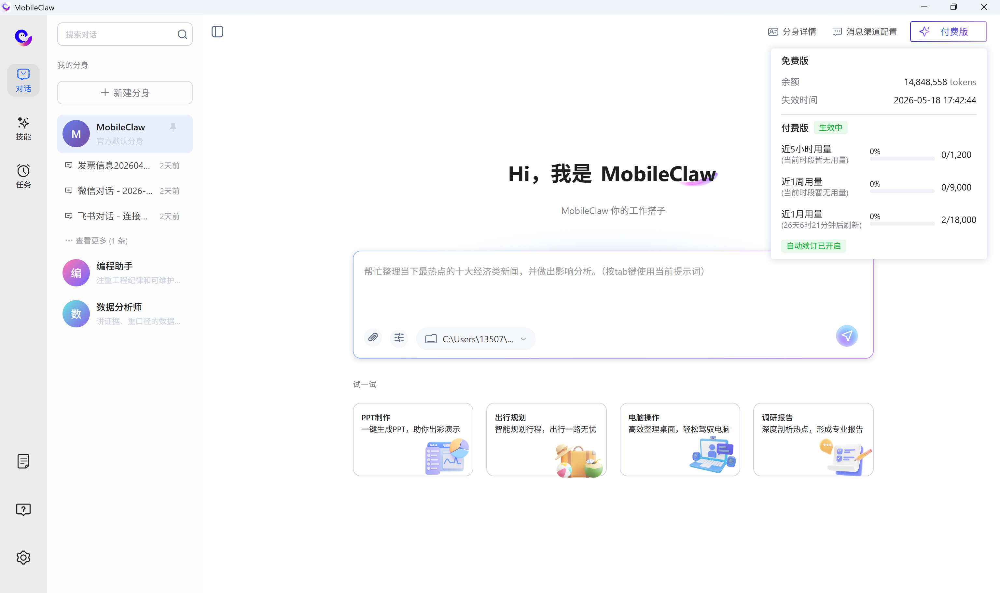 MobileClaw
搜索对话
我的分身
新建分身
对话
技能
任务
M
MobileClaw
官方默认分身
发票信息202604... 2天前
微信对话 - 2026-... 2天前
飞书对话 - 连接... 2天前
··· 查看更多 (1 条)
编
编程助手
注重工程纪律和可维护...
数
数据分析师
讲证据、重口径的数据...
分身详情
消息渠道配置
付费版
免费版
余额 14,848,558 tokens
失效时间 2026-05-18 17:42:44
付费版 生效中
近5小时用量 0% 0/1,200
(当前时段暂无用量)
近1周用量 0% 0/9,000
(当前时段暂无用量)
近1月用量 0% 2/18,000
(26天6时21分钟后刷新)
自动续订已开启
Hi，我是 MobileClaw
MobileClaw 你的工作搭子
帮忙整理当下最热点的十大经济类新闻，并做出影响分析。（按tab键使用当前提示词）
C:\Users\13507\...
试一试
PPT制作
一键生成PPT，助你出彩演示
出行规划
智能规划行程，出行一路无忧
电脑操作
高效整理桌面，轻松驾驭电脑
调研报告
深度剖析热点，形成专业报告